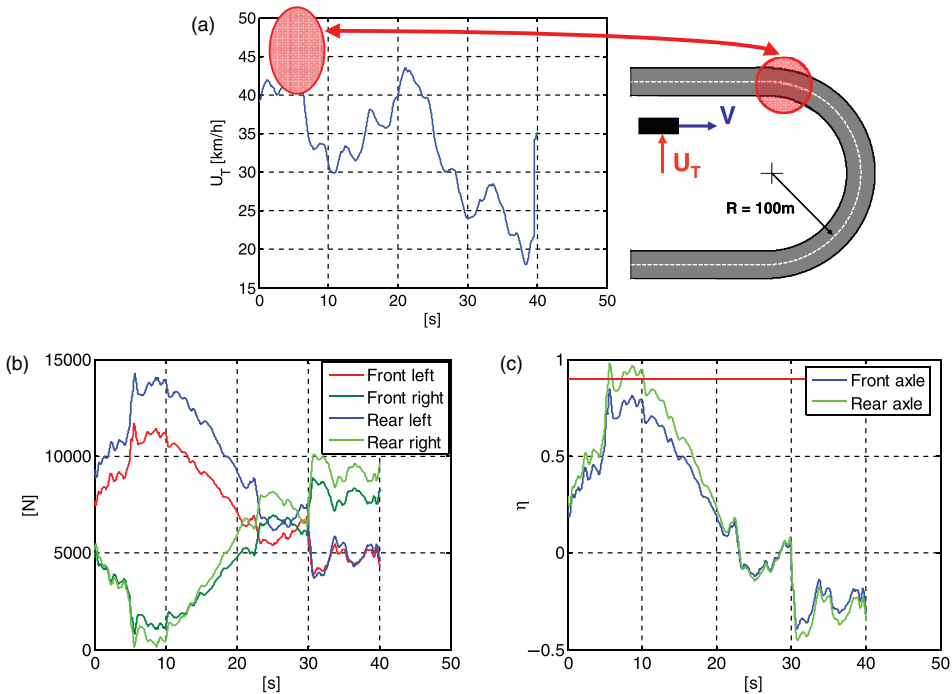 (a)
50
45
40
35
30
25
20
15
U_T [km/h]
0
10
20
30
40
50
[s]
V
U_T
R = 100m
(b)
15000
10000
5000
0
[N]
0
10
20
30
40
50
[s]
Front left
Front right
Rear left
Rear right
(c)
1
0.5
0
−0.5
η
0
10
20
30
40
50
[s]
Front axle
Rear axle